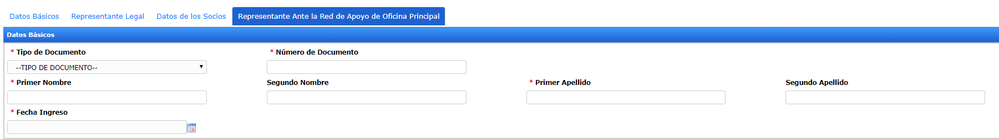 Datos Básicos Representante Legal Datos de los Socios Representante Ante la Red de Apoyo de Oficina Principal
Datos Básicos
* Tipo de Documento * Número de Documento
--TIPO DE DOCUMENTO--
* Primer Nombre Segundo Nombre * Primer Apellido Segundo Apellido
* Fecha Ingreso